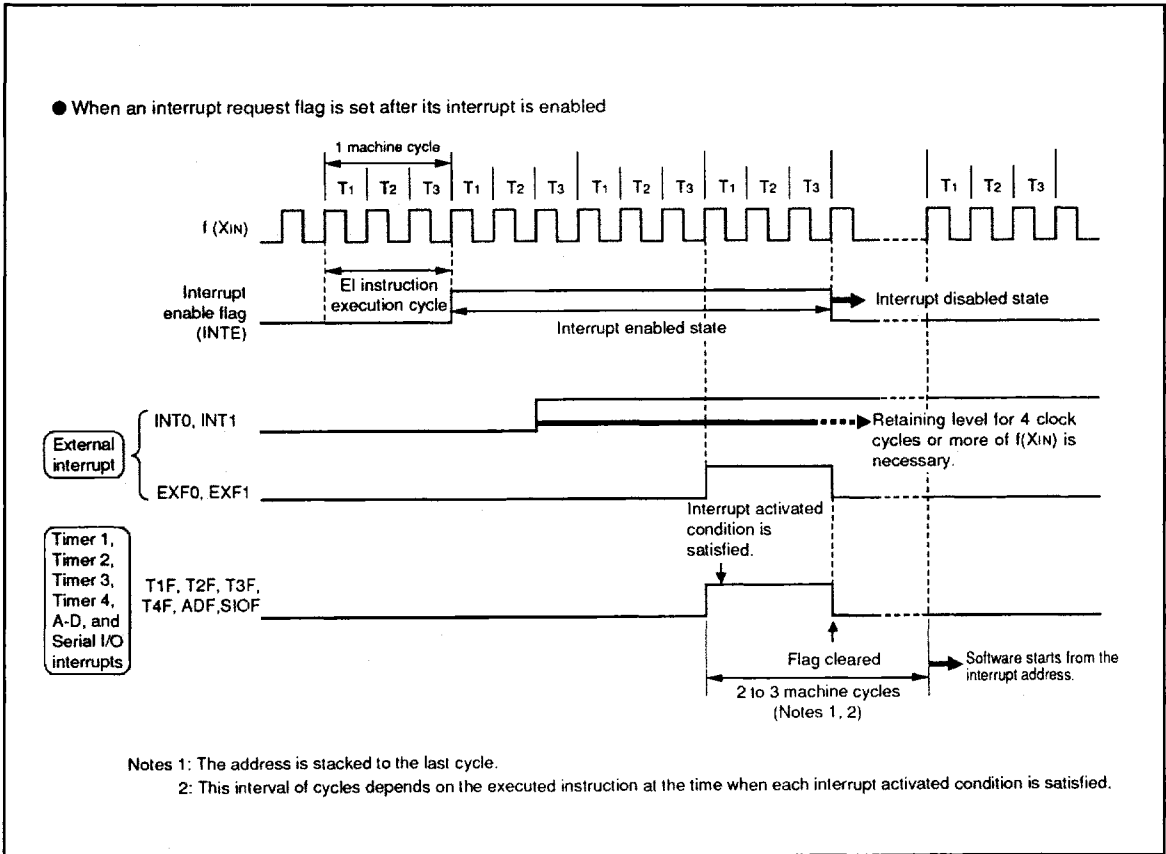 ● When an interrupt request flag is set after its interrupt is enabled
1 machine cycle
T1 T2 T3 T1 T2 T3 T1 T2 T3 T1 T2 T3 T1 T2 T3
f (XIN)
Interrupt
enable flag
(INTE)
EI instruction
execution cycle
Interrupt enabled state
Interrupt disabled state
External
interrupt
INT0, INT1
Retaining level for 4 clock
cycles or more of f(XIN) is
necessary.
EXF0, EXF1
Interrupt activated
condition is
satisfied.
Timer 1,
Timer 2,
Timer 3,
Timer 4,
A-D, and
Serial I/O
interrupts
T1F, T2F, T3F,
T4F, ADF,SIOF
Flag cleared
Software starts from the
interrupt address.
2 to 3 machine cycles
(Notes 1, 2)
Notes 1: The address is stacked to the last cycle.
2: This interval of cycles depends on the executed instruction at the time when each interrupt activated condition is satisfied.